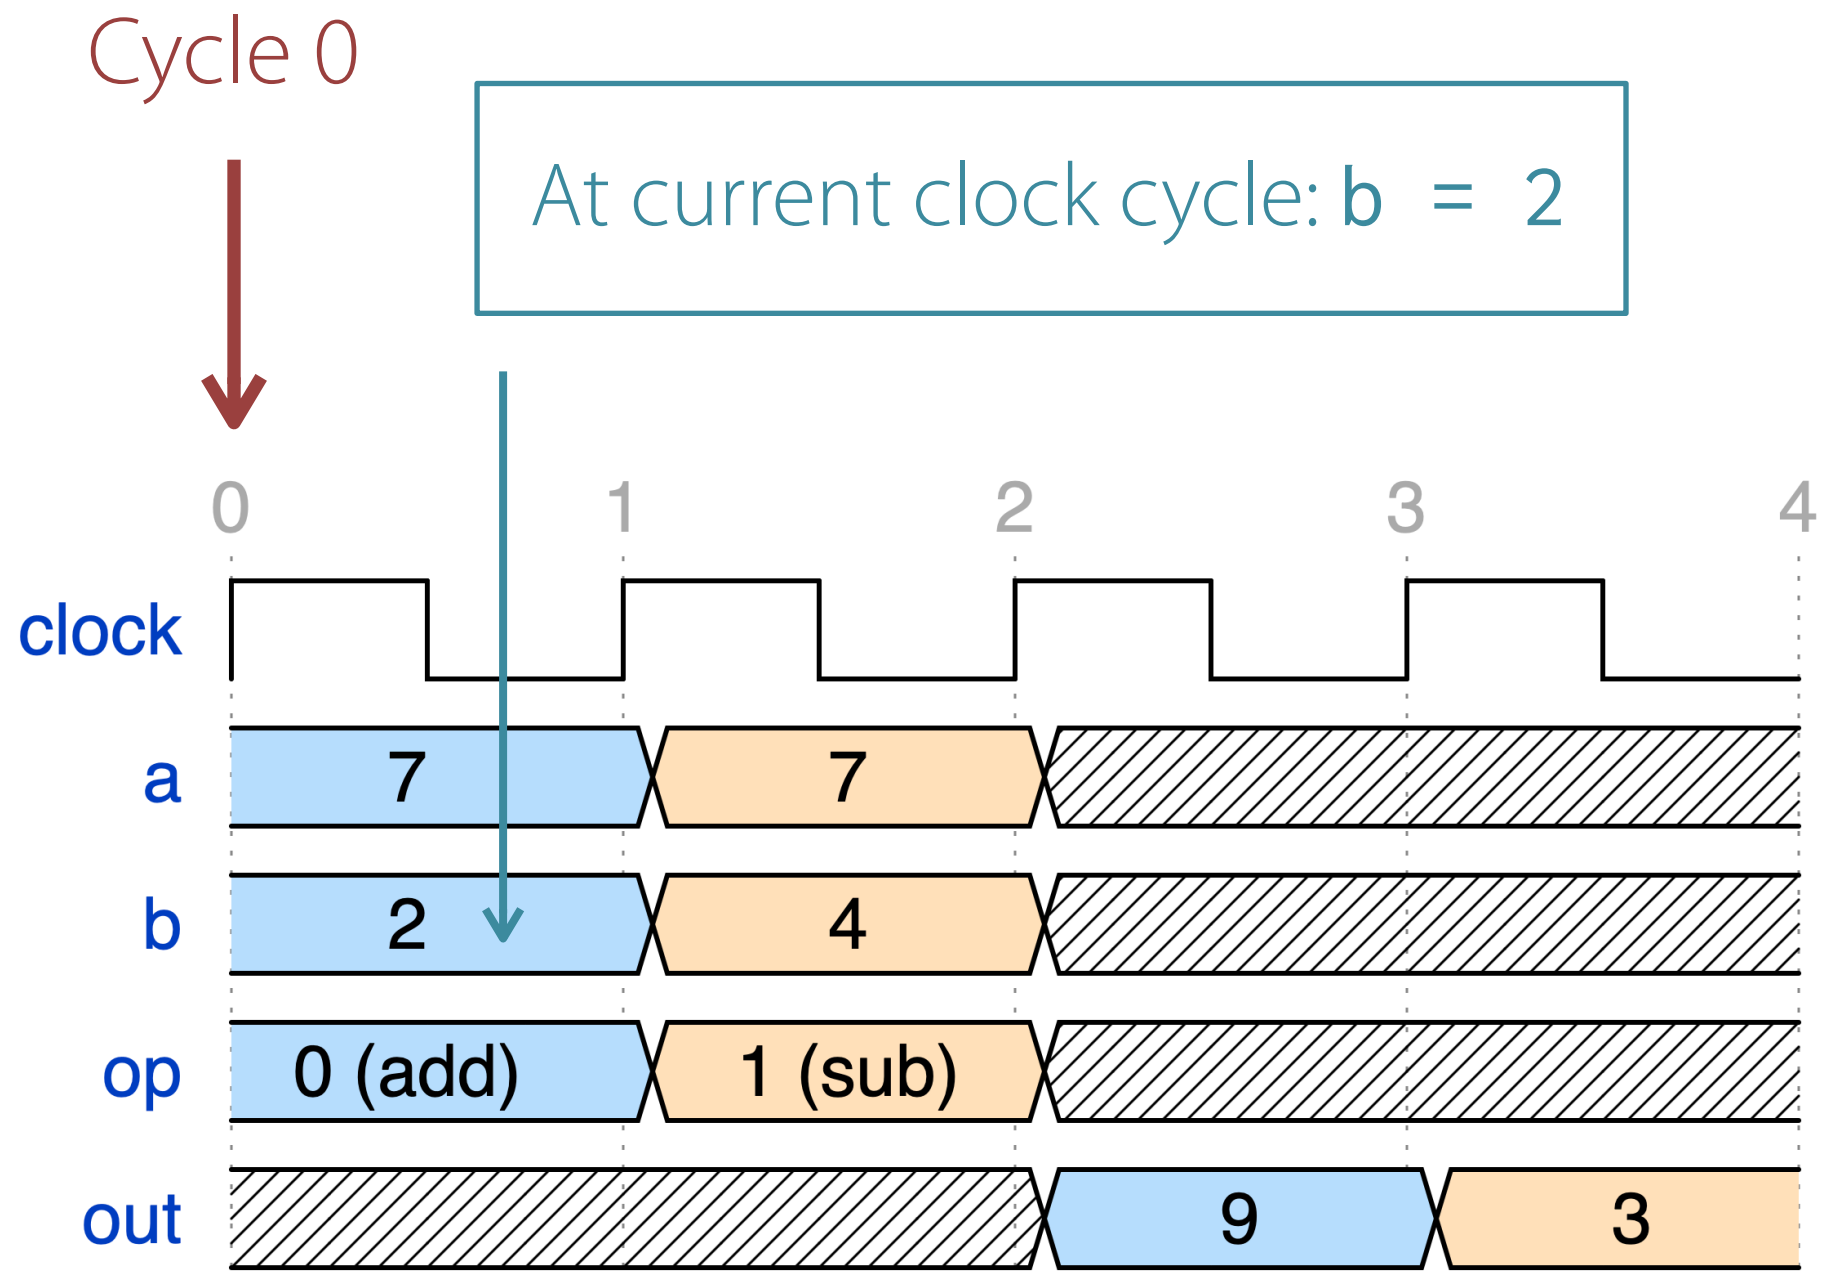 Cycle 0
At current clock cycle: b = 2
0 1 2 3 4
clock
a 7 7
b 2 4
op 0 (add) 1 (sub)
out 9 3